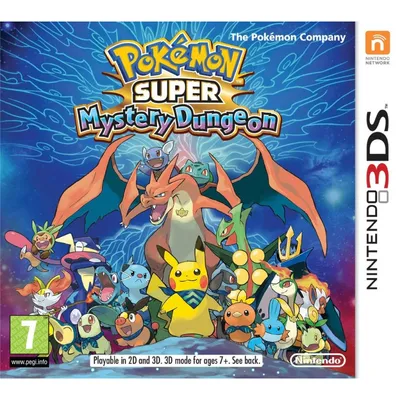 The Pokémon Company
NINTENDO
NETWORK
POKéMON
SUPER
Mystery Dungeon
NINTENDO 3DS
7
www.pegi.info
Playable in 2D and 3D. 3D mode for ages 7+. See back.
Nintendo